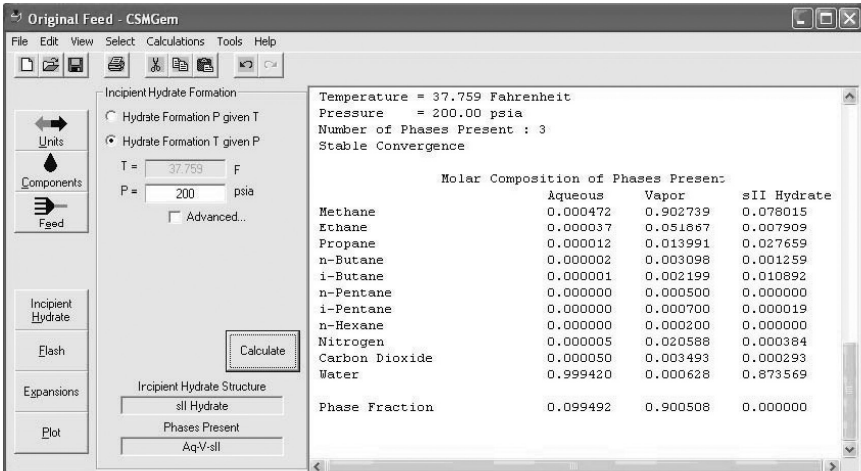 Original Feed - CSMGem
File Edit View Select Calculations Tools Help
Units
Components
Feed
Incipient Hydrate
Flash
Expansions
Plot
Incipient Hydrate Formation
Hydrate Formation P given T
Hydrate Formation T given P
T = 37.759 F
P = 200 psia
Advanced...
Calculate
Incipient Hydrate Structure
sII Hydrate
Phases Present
Aq-V-sII
Temperature = 37.759 Fahrenheit
Pressure = 200.00 psia
Number of Phases Present : 3
Stable Convergence
Molar Composition of Phases Present
Aqueous Vapor sII Hydrate
Methane 0.000472 0.902739 0.078015
Ethane 0.000037 0.051867 0.007909
Propane 0.000012 0.013991 0.027659
n-Butane 0.000002 0.003098 0.001259
i-Butane 0.000001 0.002199 0.010892
n-Pentane 0.000000 0.000500 0.000000
i-Pentane 0.000000 0.000700 0.000019
n-Hexane 0.000000 0.000200 0.000000
Nitrogen 0.000005 0.020588 0.000384
Carbon Dioxide 0.000050 0.003493 0.000293
Water 0.999420 0.000628 0.873569
Phase Fraction 0.099492 0.900508 0.000000